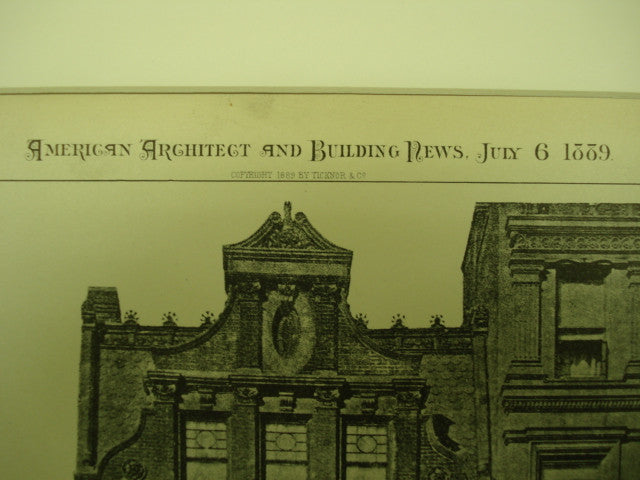 American Architect and Building News. July 6 1889.
COPYRIGHT 1889 BY TICKNOR & CO